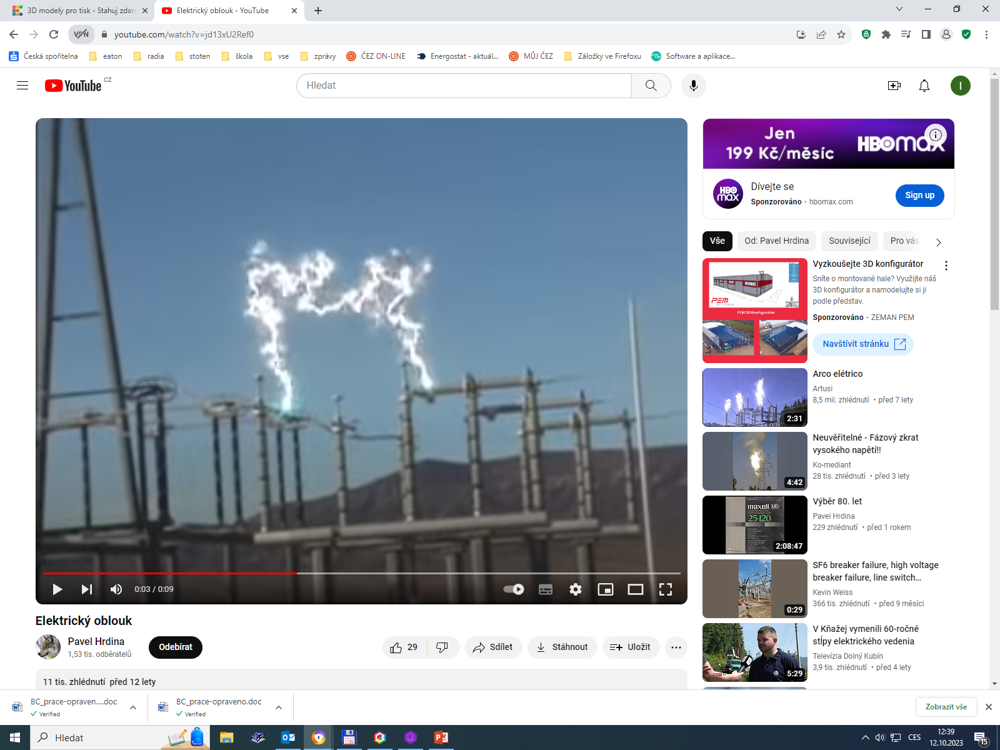 3D modely pro tisk - Stahuj zdarm
Elektrický oblouk - YouTube
VPN
youtube.com/watch?v=jd13xU2Ref0
Česká spořitelna
eaton
radia
stoten
škola
vse
zprávy
ČEZ ON-LINE
Energostat - aktuál...
MŮJ ČEZ
Záložky ve Firefoxu
Software a aplikace...
YouTube CZ
Hledat
I
Jen
199 Kč/měsíc
HBOmax
HBO
max
Dívejte se
Sponzorováno · hbomax.com
Sign up
Vše
Od: Pavel Hrdina
Související
Pro vás
PEM
PEM 3D Konfigurátor
Vyzkoušejte 3D konfigurátor
Sníte o montované hale? Využijte náš
3D konfigurátor a namodelujte si ji
podle představ.
Sponzorováno · ZEMAN PEM
Navštívit stránku
2:31
Arco elétrico
Artusi
8,5 mil. zhlédnutí • před 7 lety
4:42
Neuvěřitelné - Fázový zkrat
vysokého napětí!!
Ko-mediant
28 tis. zhlédnutí • před 3 lety
maxell UD
25-120
2:08:47
Výběr 80. let
Pavel Hrdina
229 zhlédnutí • před 1 rokem
0:29
SF6 breaker failure, high voltage
breaker failure, line switch...
Kevin Weiss
366 tis. zhlédnutí • před 9 měsíci
5:29
V Kňažej vymenili 60-ročné
stĺpy elektrického vedenia
Televízia Dolný Kubín
3,9 tis. zhlédnutí • před 4 lety
0:03 / 0:09
Elektrický oblouk
Pavel Hrdina
1,53 tis. odběratelů
Odebírat
29
Sdílet
Stáhnout
Uložit
11 tis. zhlédnutí před 12 lety
BC_prace-opraven....doc
Verified
BC_prace-opraveno.doc
Verified
Zobrazit vše
Hledat
CES
12:39
12.10.2023
15